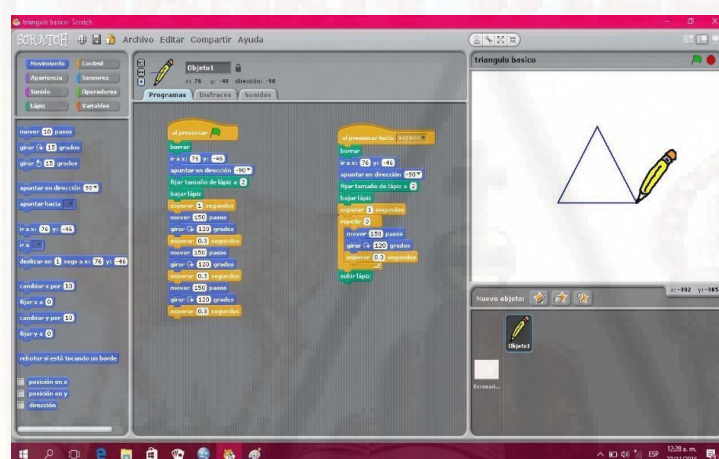 triangulo basico - Scratch
SCRATCH Archivo Editar Compartir Ayuda
Movimiento Control
Apariencia Sensores
Sonido Operadores
Lápiz Variables
mover 10 pasos
girar 15 grados
girar 15 grados
apuntar en dirección 90
apuntar hacia
ir a x: 76 y: -46
ir a
deslizar en 1 segs a x: 76 y: -46
cambiar x por 10
fijar x a 0
cambiar y por 10
fijar y a 0
rebotar si está tocando un borde
posición en x
posición en y
dirección
Objeto1
x: 76 y: -46 dirección: -90
Programas Disfraces Sonidos
al presionar
borrar
ir a x: 76 y: -46
apuntar en dirección -90
fijar tamaño de lápiz a 2
bajar lápiz
esperar 1 segundos
mover 150 pasos
girar 120 grados
esperar 0.3 segundos
mover 150 pasos
girar 120 grados
esperar 0.3 segundos
mover 150 pasos
girar 120 grados
esperar 0.3 segundos
al presionar tecla espacio
borrar
ir a x: 76 y: -46
apuntar en dirección -90
fijar tamaño de lápiz a 2
bajar lápiz
esperar 1 segundos
repetir 3
mover 150 pasos
girar 120 grados
esperar 0.3 segundos
subir lápiz
triangulo basico
Nuevo objeto:
Objeto1
Escenari...
ESP
12:28 a. m.